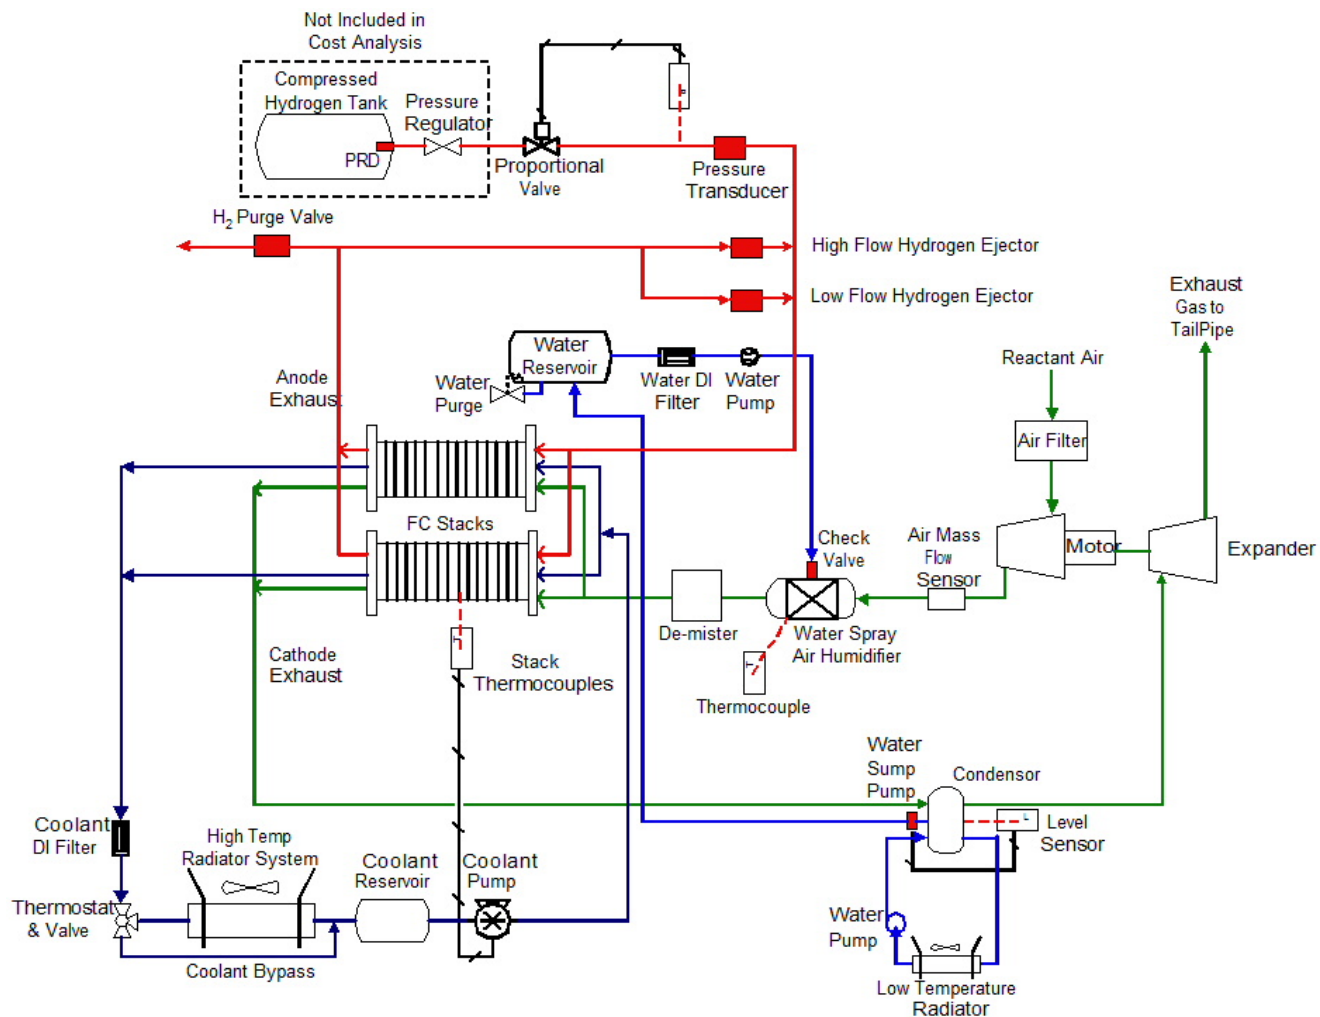 Not Included in
Cost Analysis
Compressed
Hydrogen Tank
Pressure
Regulator
PRD
Proportional
Valve
Pressure
Transducer
H2 Purge Valve
High Flow Hydrogen Ejector
Low Flow Hydrogen Ejector
Exhaust
Gas to
TailPipe
Water
Reservoir
Reactant Air
Anode
Exhaust
Water
Purge
Water DI
Filter
Water
Pump
Air Filter
FC Stacks
Check
Valve
Air Mass
Flow
Sensor
Motor
Expander
De-mister
Water Spray
Air Humidifier
T
T
Cathode
Exhaust
Stack
Thermocouples
Thermocouple
Water
Sump
Pump
Condensor
L
Level
Sensor
Coolant
DI Filter
High Temp
Radiator System
Coolant
Reservoir
Coolant
Pump
Thermostat
& Valve
Water
Pump
Coolant Bypass
Low Temperature
Radiator